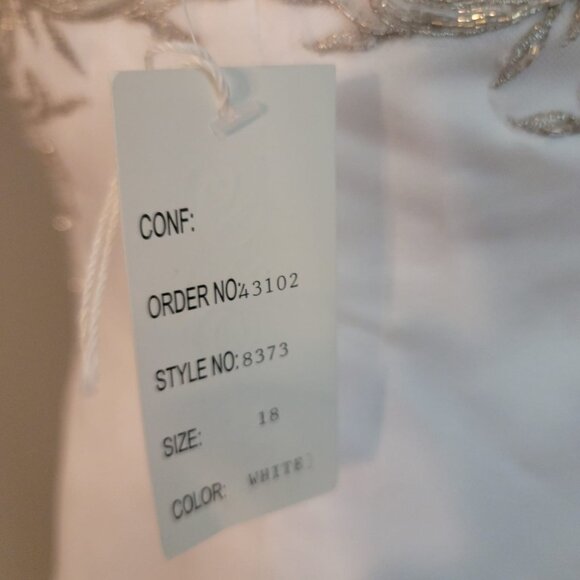 CONF:
ORDER NO: 43102
STYLE NO: 8373
SIZE: 18
COLOR: WHITE